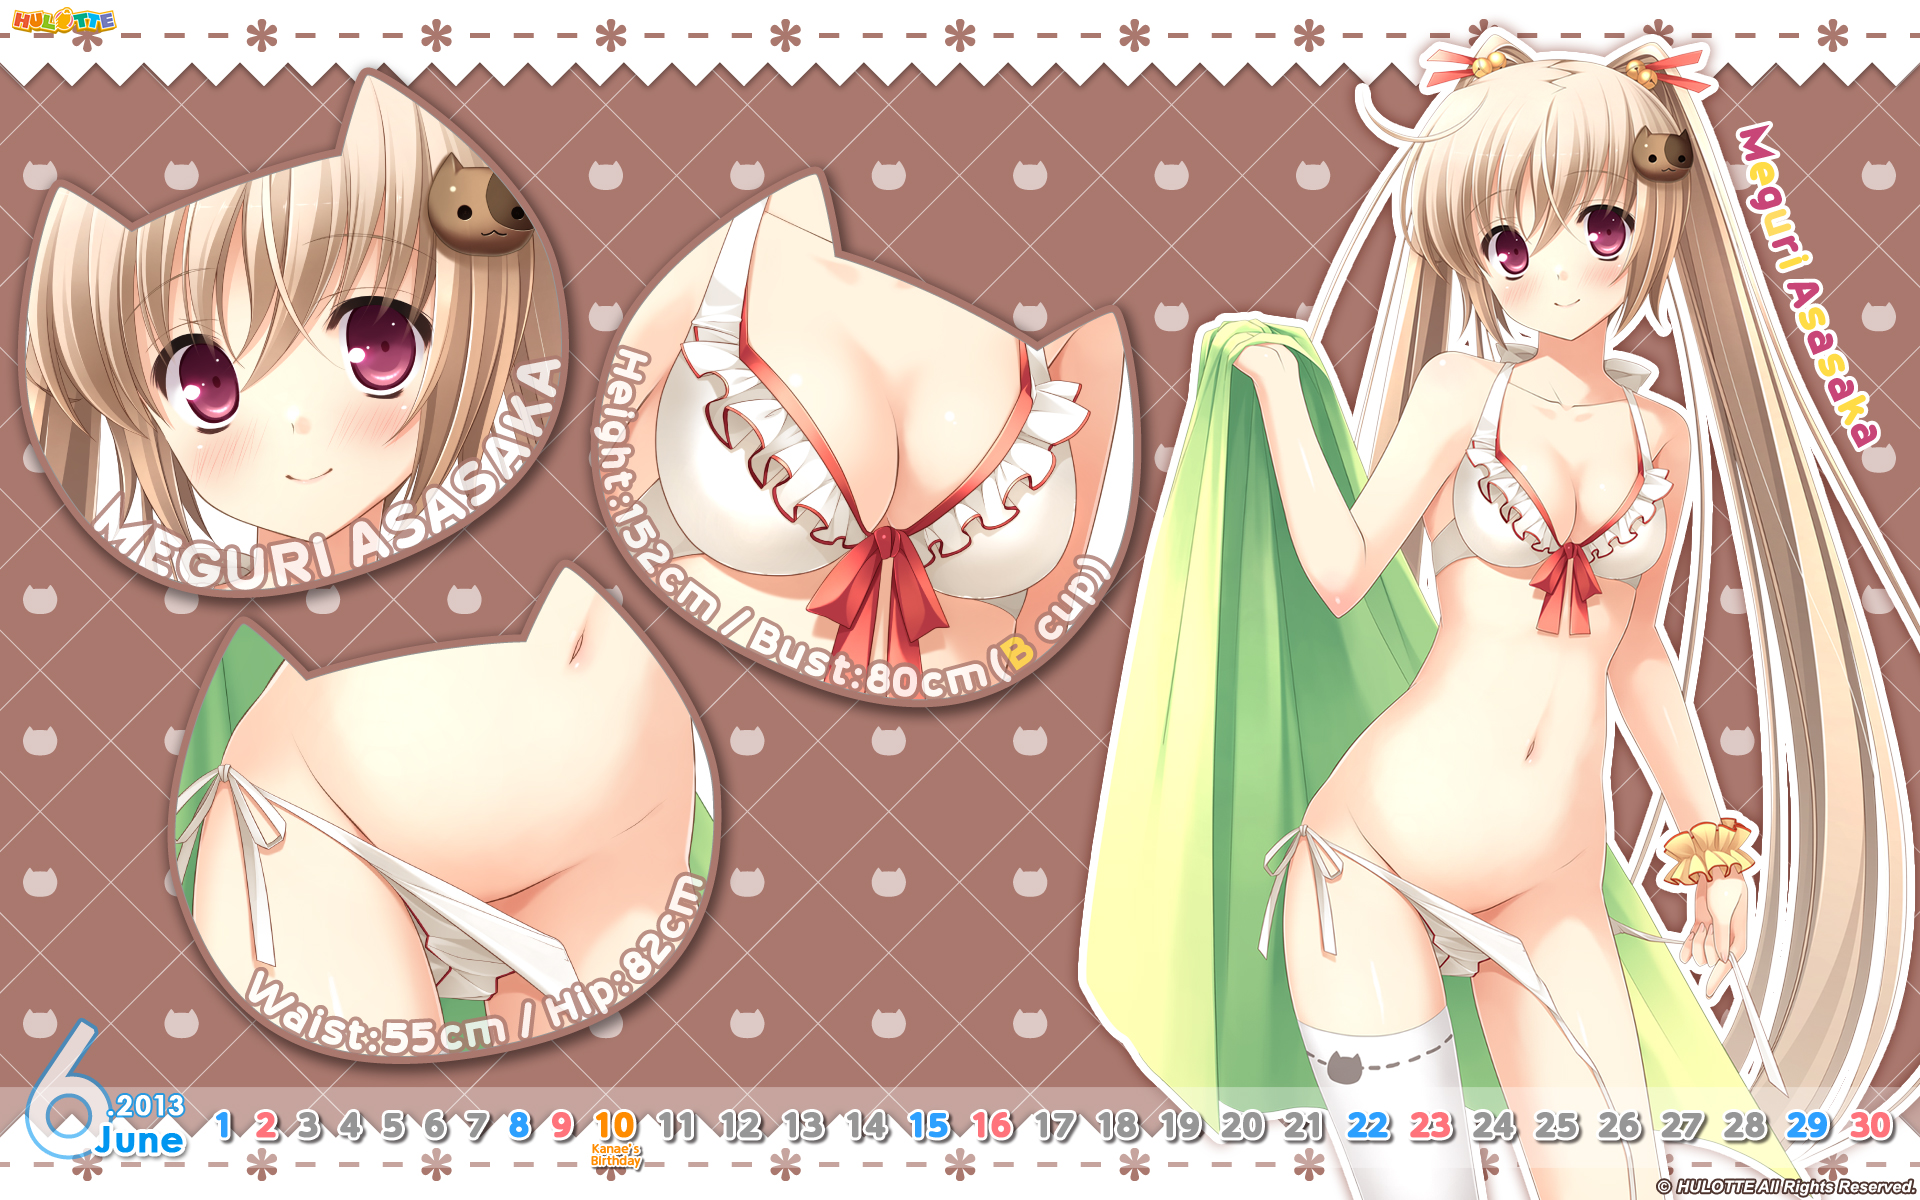 HULOTTE
MEGURI ASASAKA
Height:152cm / Bust:80cm(B cup)
Waist:55cm / Hip:82cm
Meguri Asasaka
6.2013
June
1 2 3 4 5 6 7 8 9 10 11 12 13 14 15 16 17 18 19 20 21 22 23 24 25 26 27 28 29 30
Kanae's
Birthday
© HULOTTE All Rights Reserved.